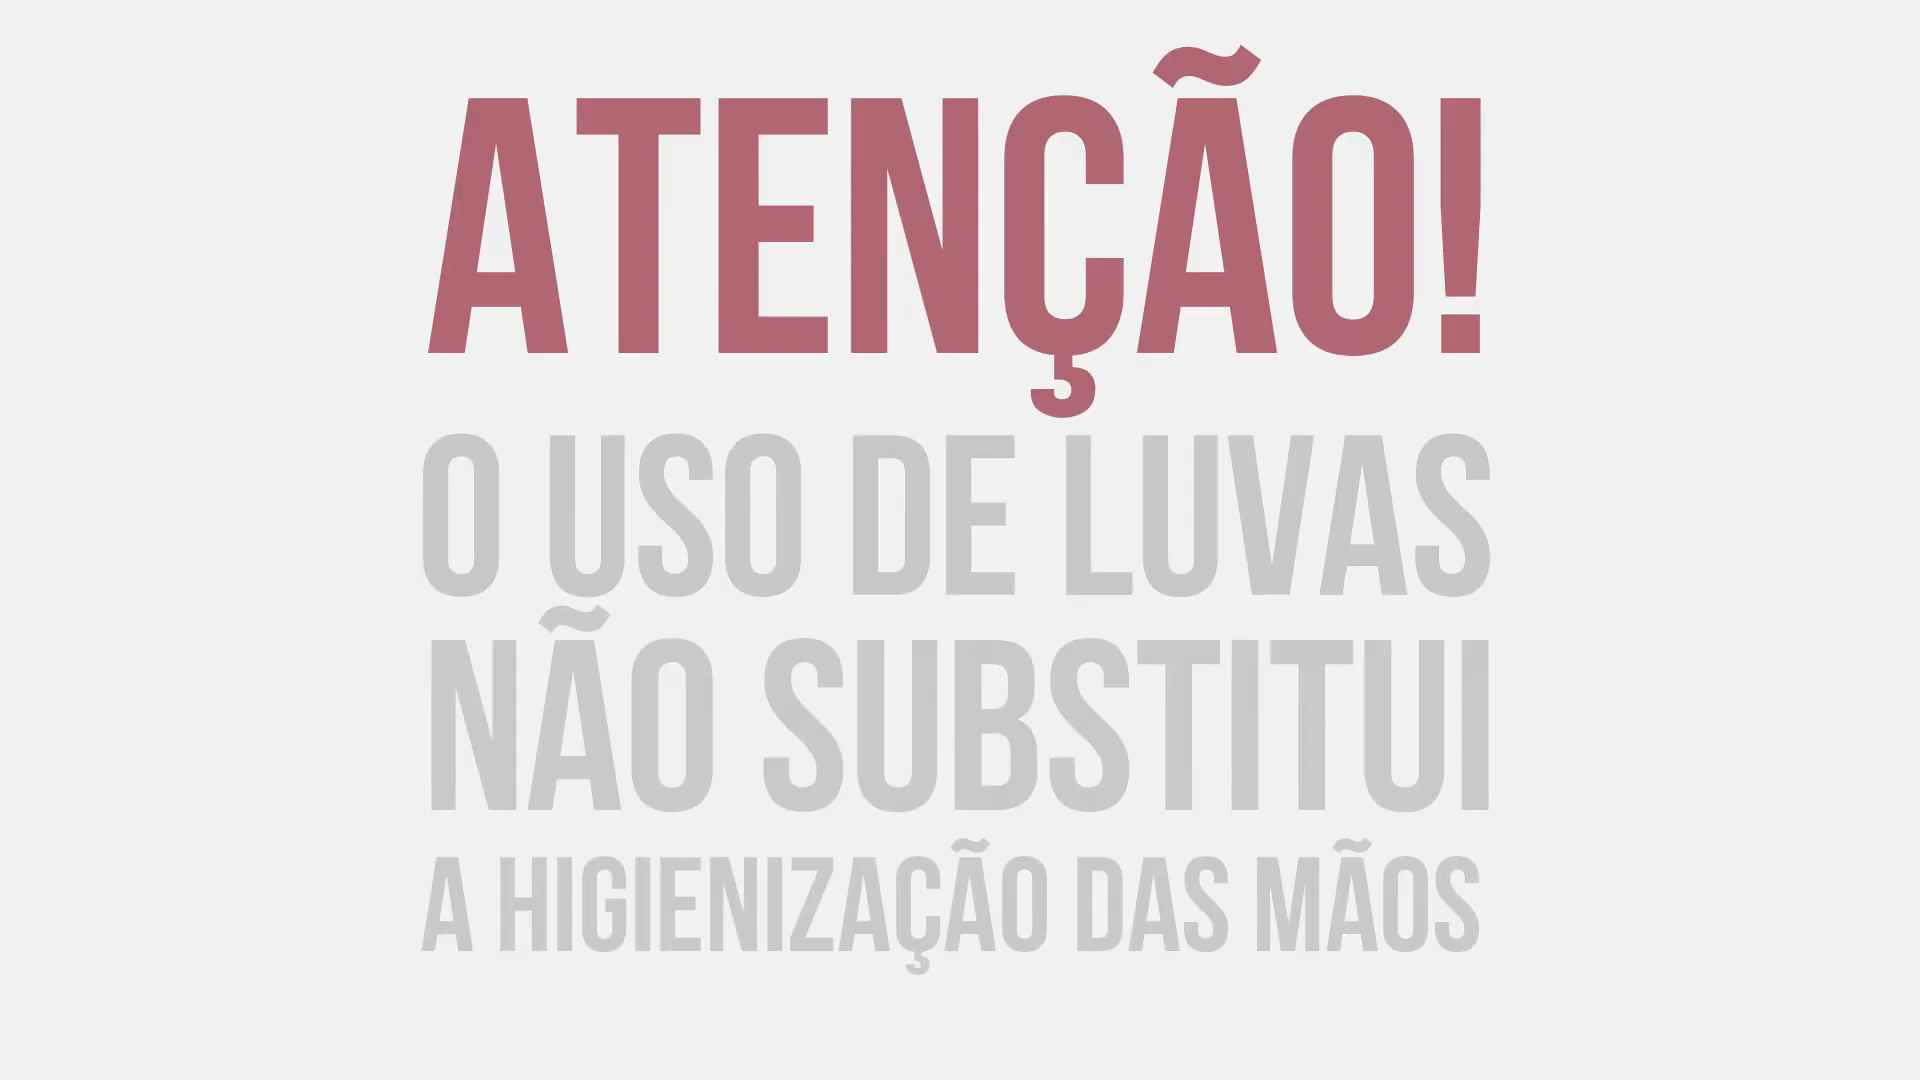 ATENÇÃO!
O USO DE LUVAS
NÃO SUBSTITUI
A HIGIENIZAÇÃO DAS MÃOS